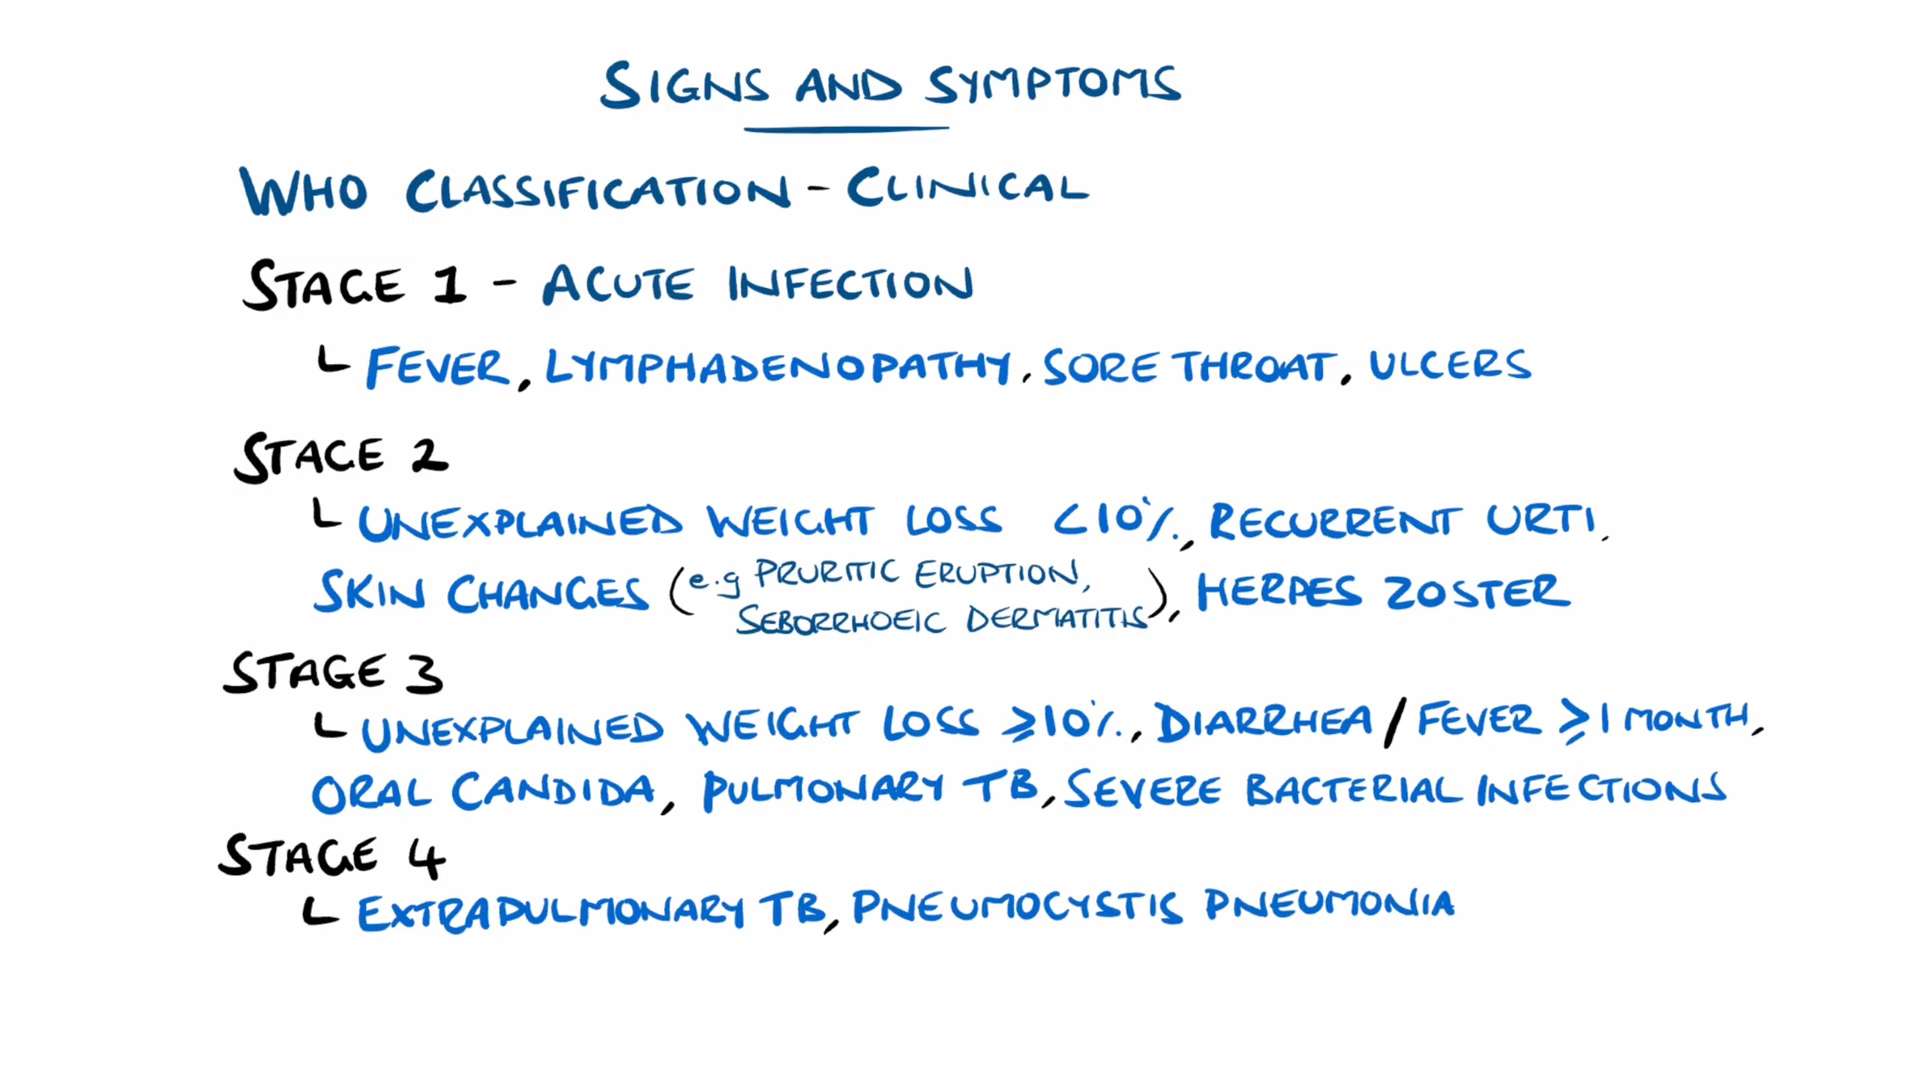 SIGNS AND SYMPTOMS
WHO CLASSIFICATION - CLINICAL
STAGE 1 - ACUTE INFECTION
FEVER, LYMPHADENOPATHY, SORE THROAT, ULCERS
STAGE 2
UNEXPLAINED WEIGHT LOSS <10%, RECURRENT URTI,
SKIN CHANGES (e.g PRURITIC ERUPTION,
SEBORRHOEIC DERMATITIS), HERPES ZOSTER
STAGE 3
UNEXPLAINED WEIGHT LOSS ≥10%, DIARRHEA / FEVER ≥1 MONTH,
ORAL CANDIDA, PULMONARY TB, SEVERE BACTERIAL INFECTIONS
STAGE 4
EXTRAPULMONARY TB, PNEUMOCYSTIS PNEUMONIA